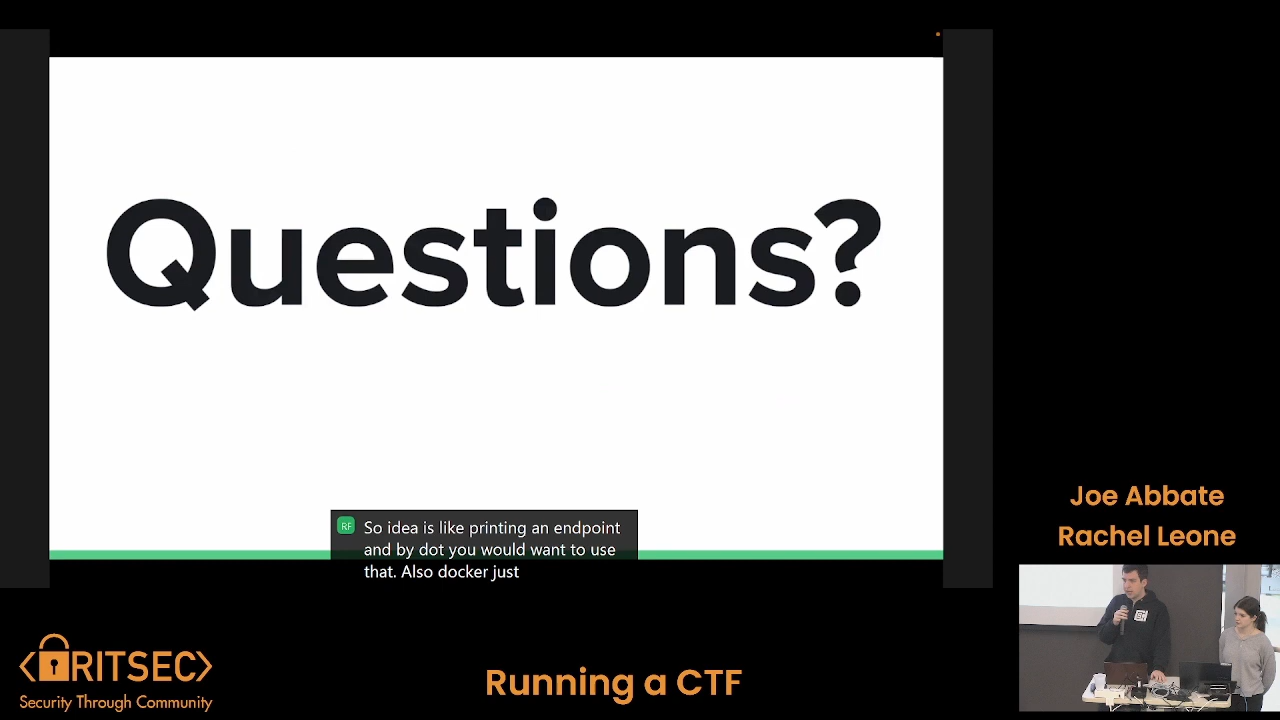 Questions?
RF
So idea is like printing an endpoint
and by dot you would want to use
that. Also docker just
Joe Abbate
Rachel Leone
RITSEC
Security Through Community
Running a CTF